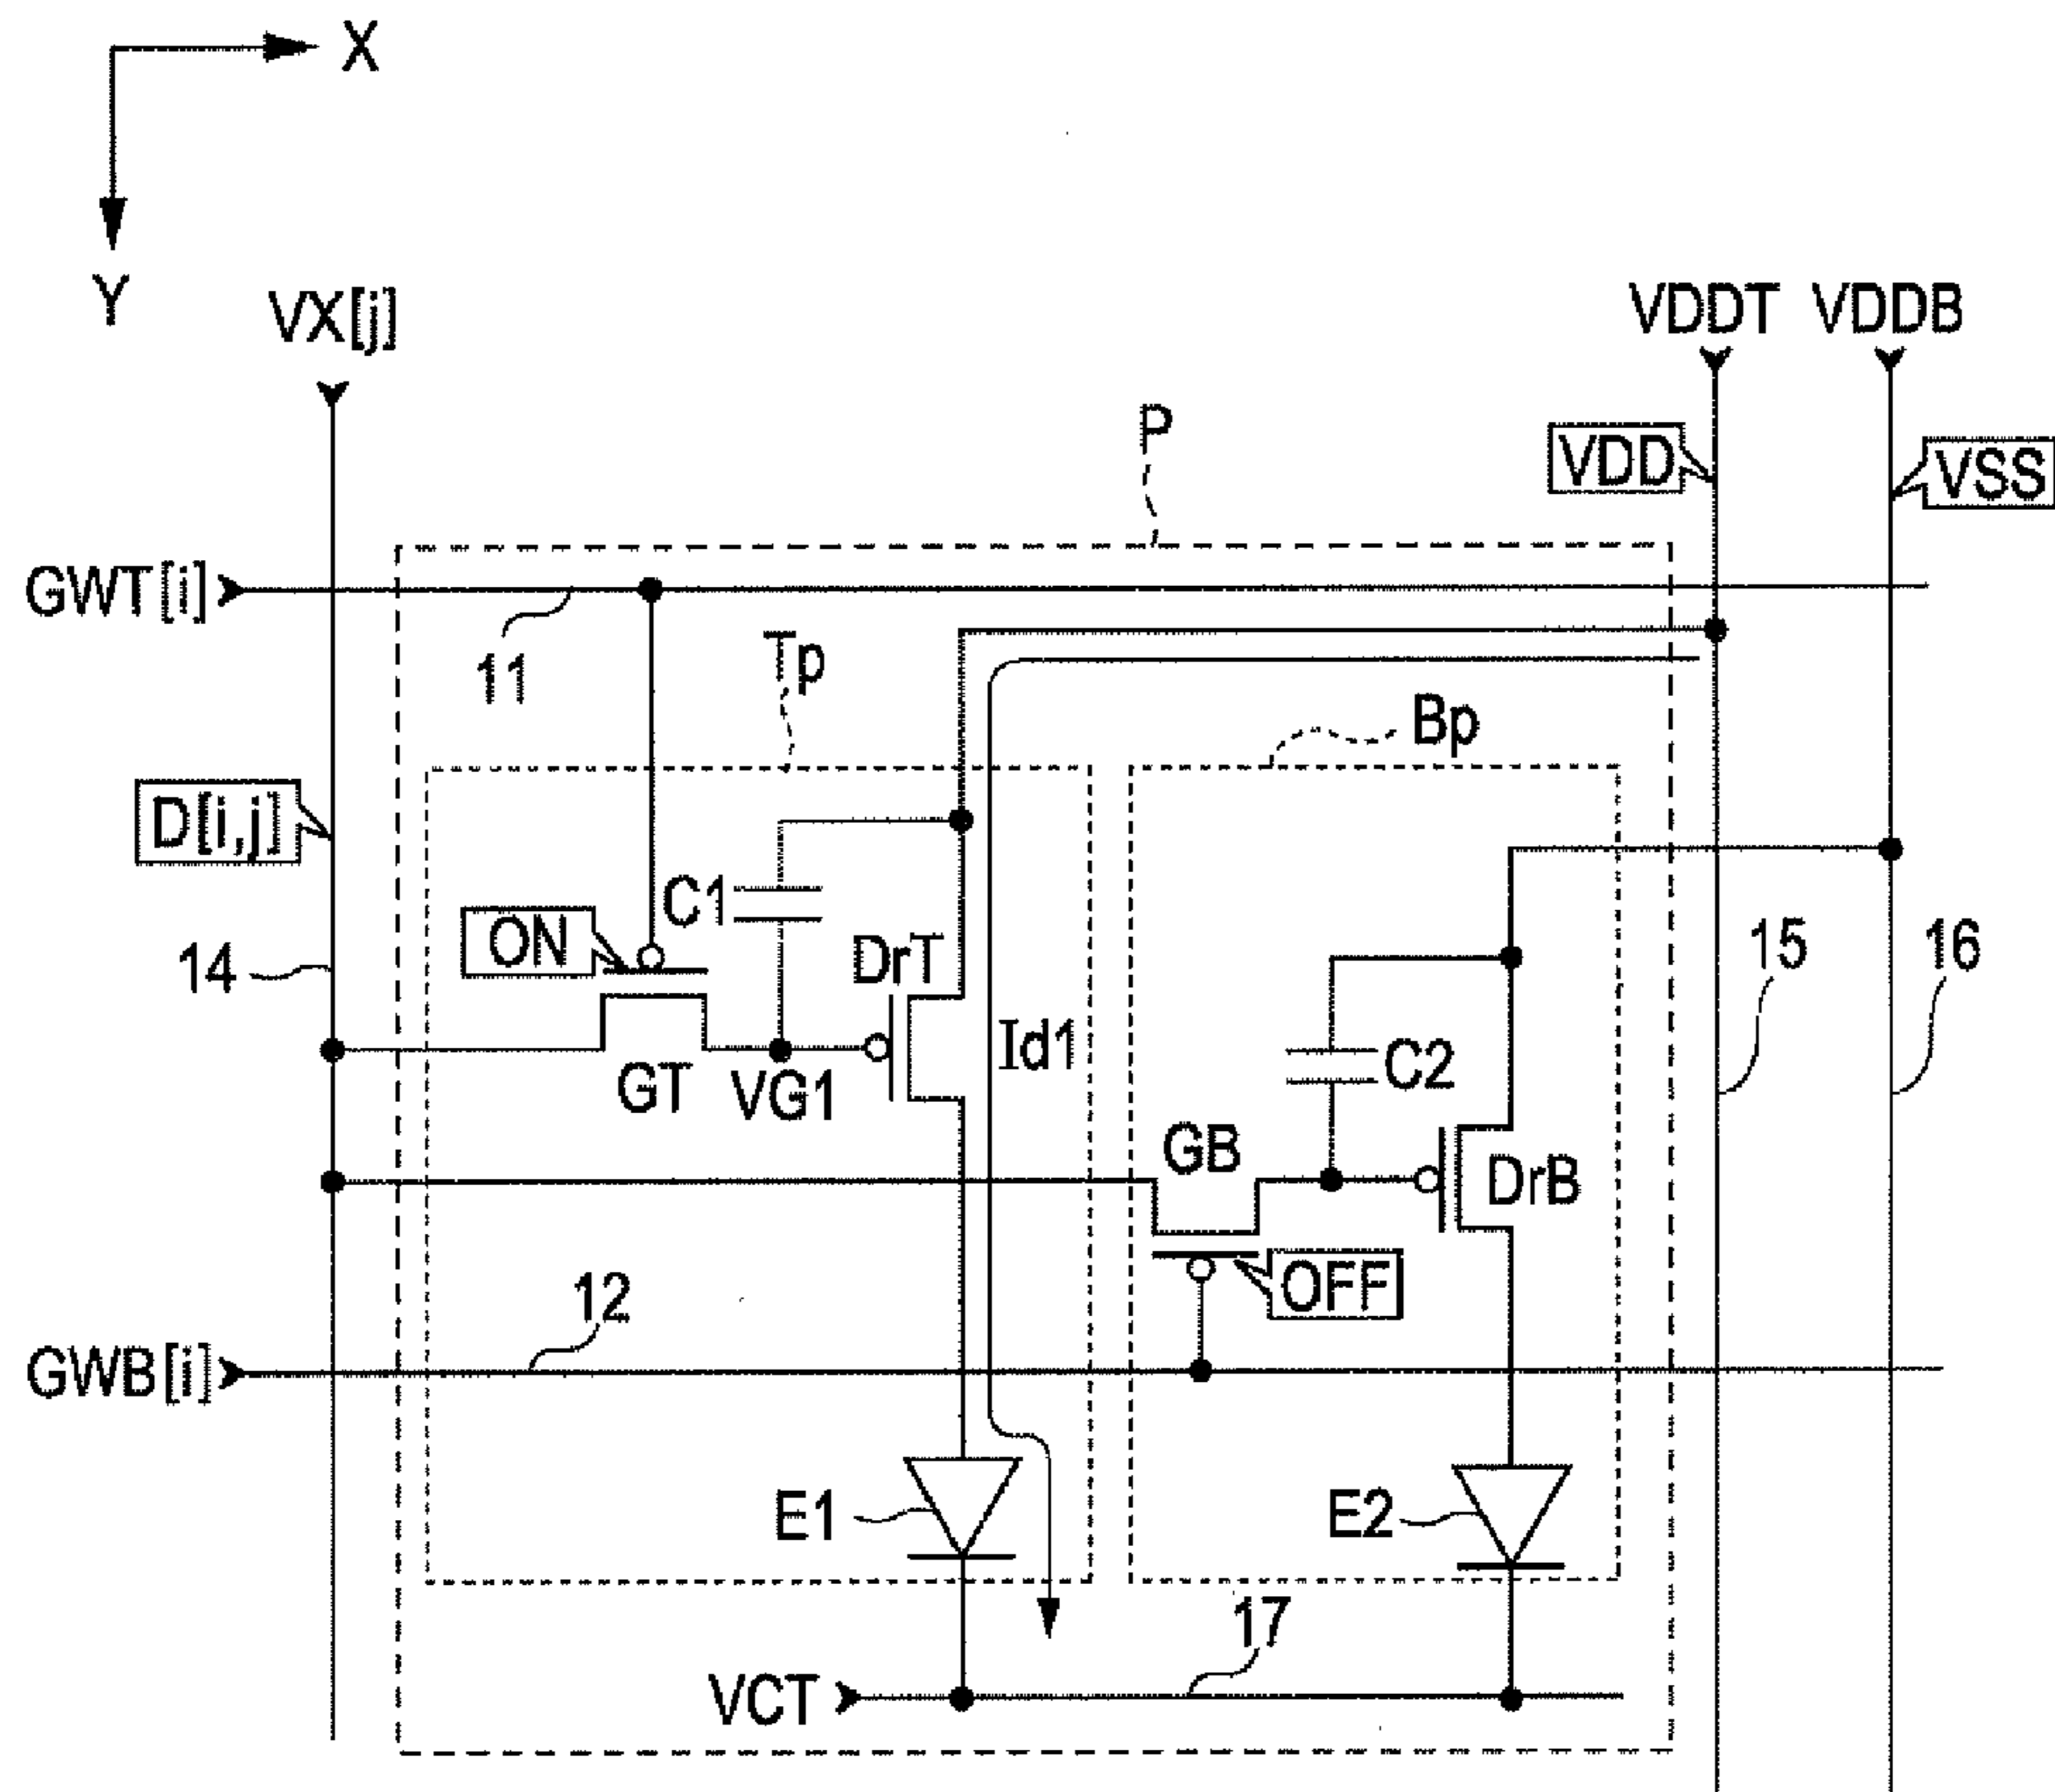 X
Y
VX[j]
VDDT
VDDB
P
VDD
VSS
GWT[i]
11
Tp
Bp
D[i,j]
C1
ON
DrT
14
15
16
Id1
C2
GT
VG1
GB
DrB
12
OFF
GWB[i]
E1
E2
17
VCT